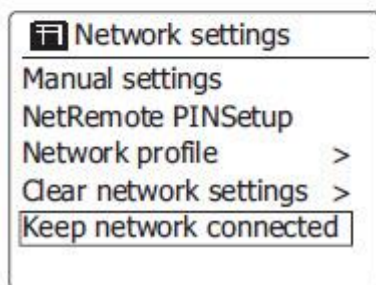 Network settings
Manual settings
NetRemote PINSetup
Network profile >
Clear network settings >
Keep network connected